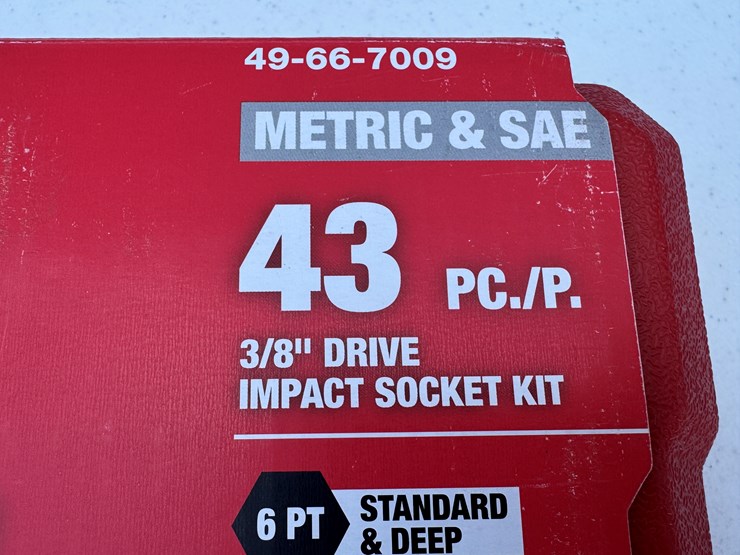 49-66-7009
METRIC & SAE
43 PC./P.
3/8" DRIVE
IMPACT SOCKET KIT
6 PT STANDARD
& DEEP